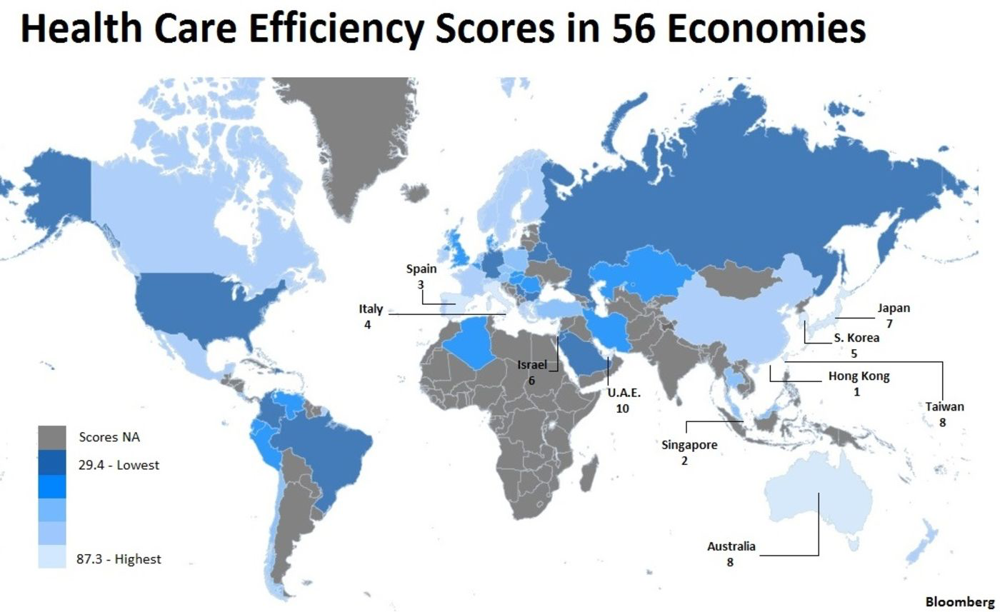 Health Care Efficiency Scores in 56 Economies
Spain
3
Italy
4
Japan
7
S. Korea
5
Israel
6
Hong Kong
1
U.A.E.
10
Taiwan
8
Singapore
2
Scores NA
29.4 - Lowest
Australia
8
87.3 - Highest
Bloomberg